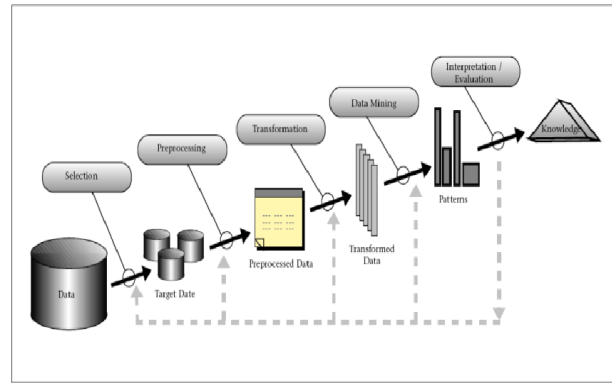 Interpretation /
Evaluation
Data Mining
Transformation
Preprocessing
Selection
Knowledge
Patterns
Transformed
Data
Preprocessed Data
Target Date
Data